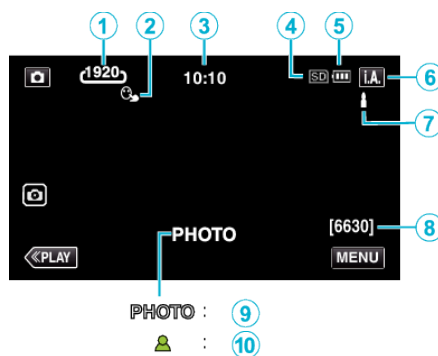 1 2 3 4 5
1920 10:10 SD i.A. 6
7
PHOTO [6630] 8
≪PLAY MENU
PHOTO : 9
: 10